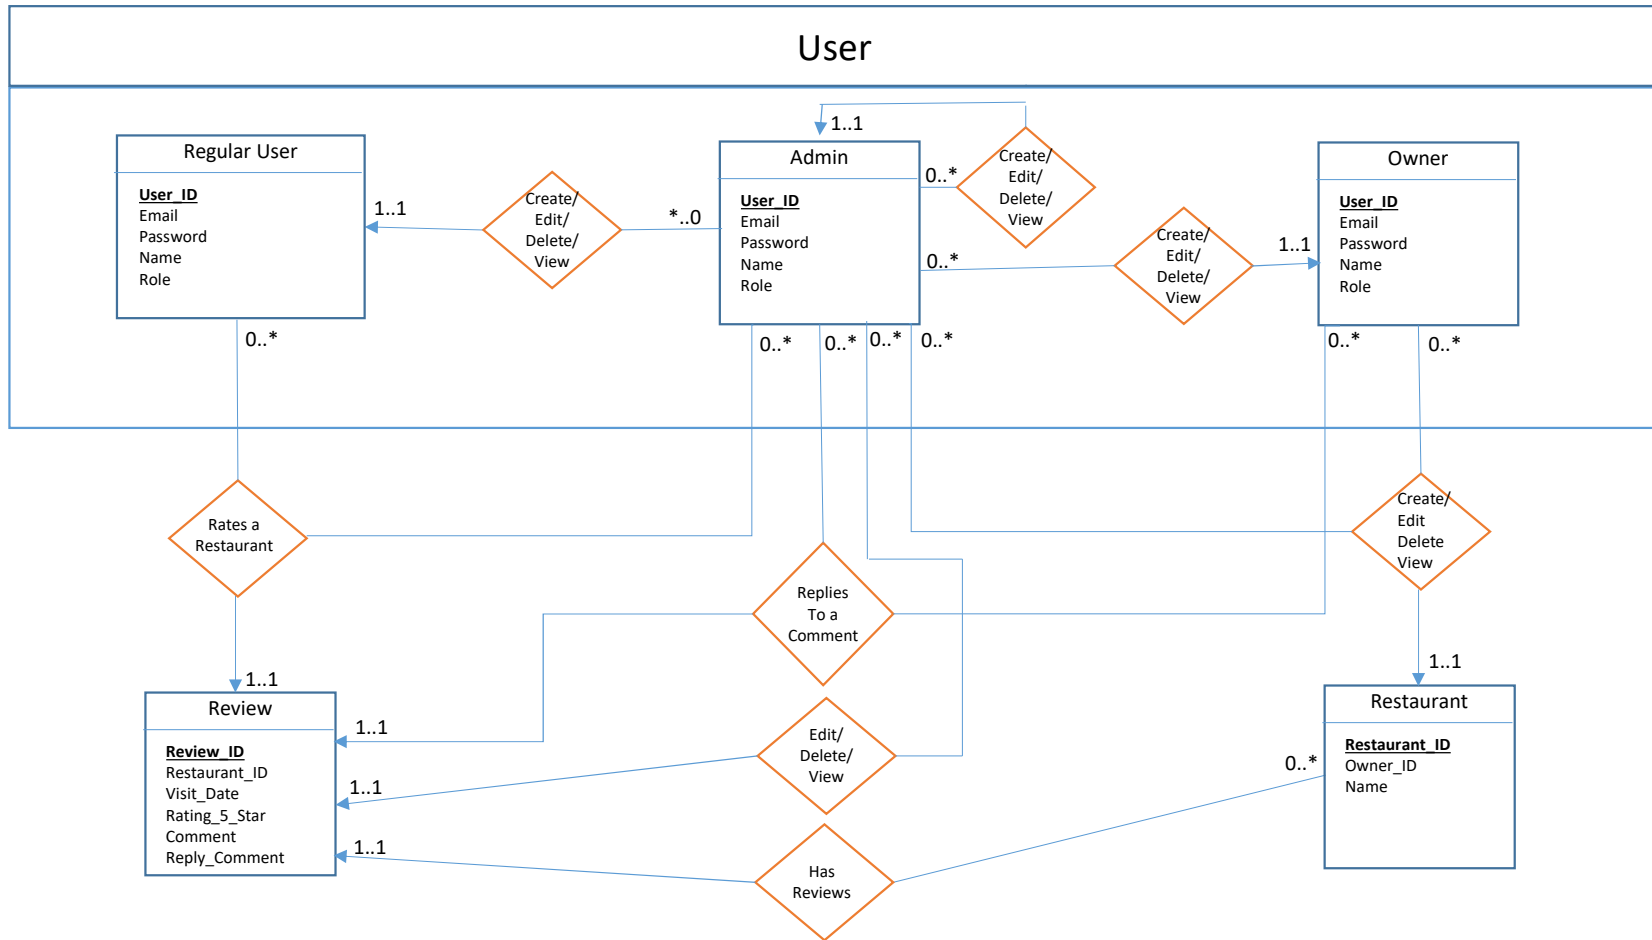 User
Regular User
User_ID
Email
Password
Name
Role
1..1
Create/
Edit/
Delete/
View
*..0
1..1
Admin
User_ID
Email
Password
Name
Role
0..*
Create/
Edit/
Delete/
View
0..*
Create/
Edit/
Delete/
View
1..1
Owner
User_ID
Email
Password
Name
Role
0..*
0..*
0..*
0..*
0..*
0..*
0..*
Rates a
Restaurant
Replies
To a
Comment
Create/
Edit
Delete
View
1..1
Review
Review_ID
Restaurant_ID
Visit_Date
Rating_5_Star
Comment
Reply_Comment
1..1
1..1
1..1
Edit/
Delete/
View
Has
Reviews
1..1
0..*
Restaurant
Restaurant_ID
Owner_ID
Name